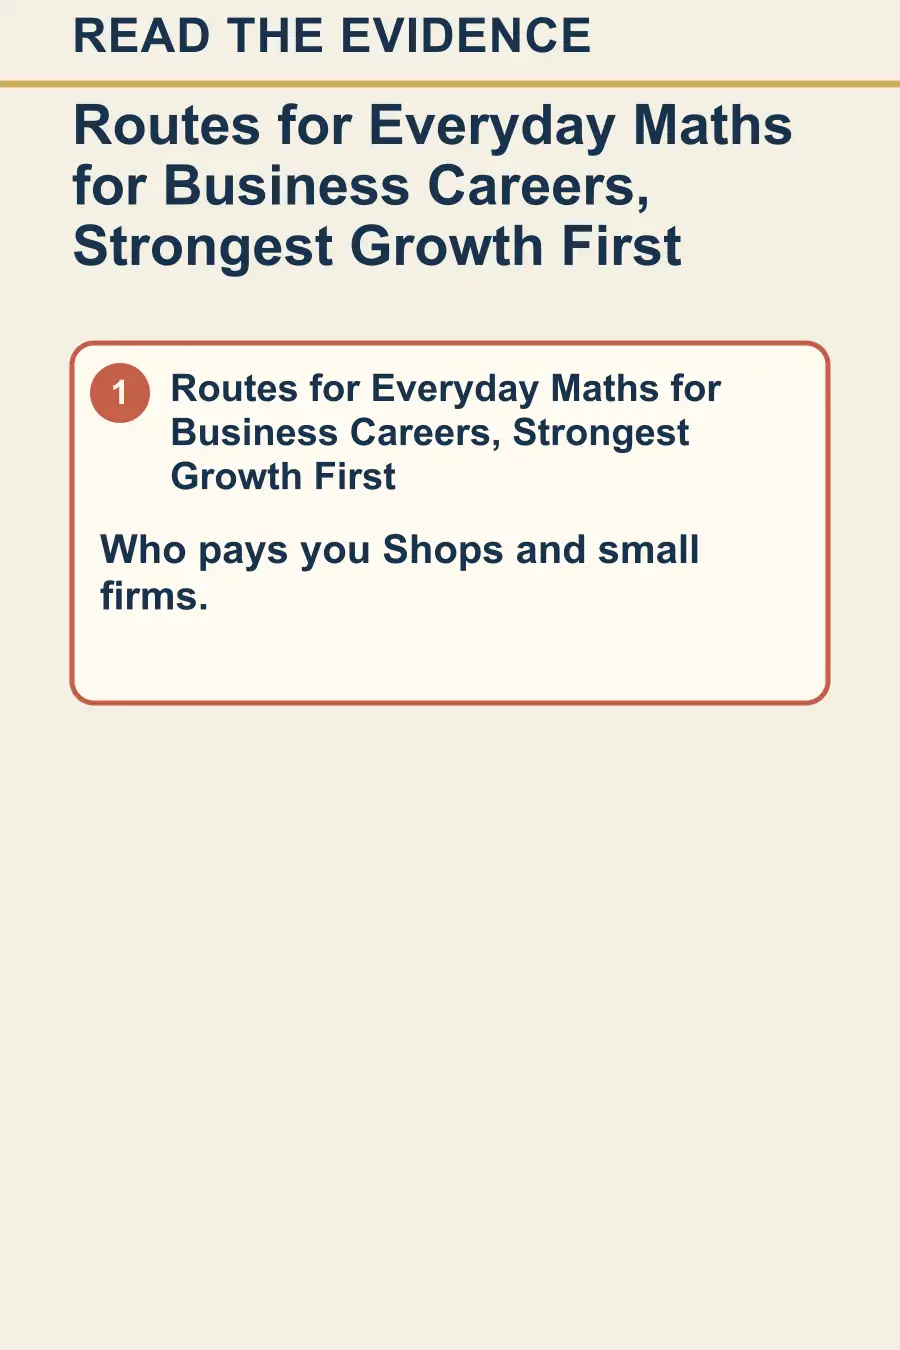 READ THE EVIDENCE
Routes for Everyday Maths
for Business Careers,
Strongest Growth First
1
Routes for Everyday Maths for
Business Careers, Strongest
Growth First
Who pays you Shops and small
firms.